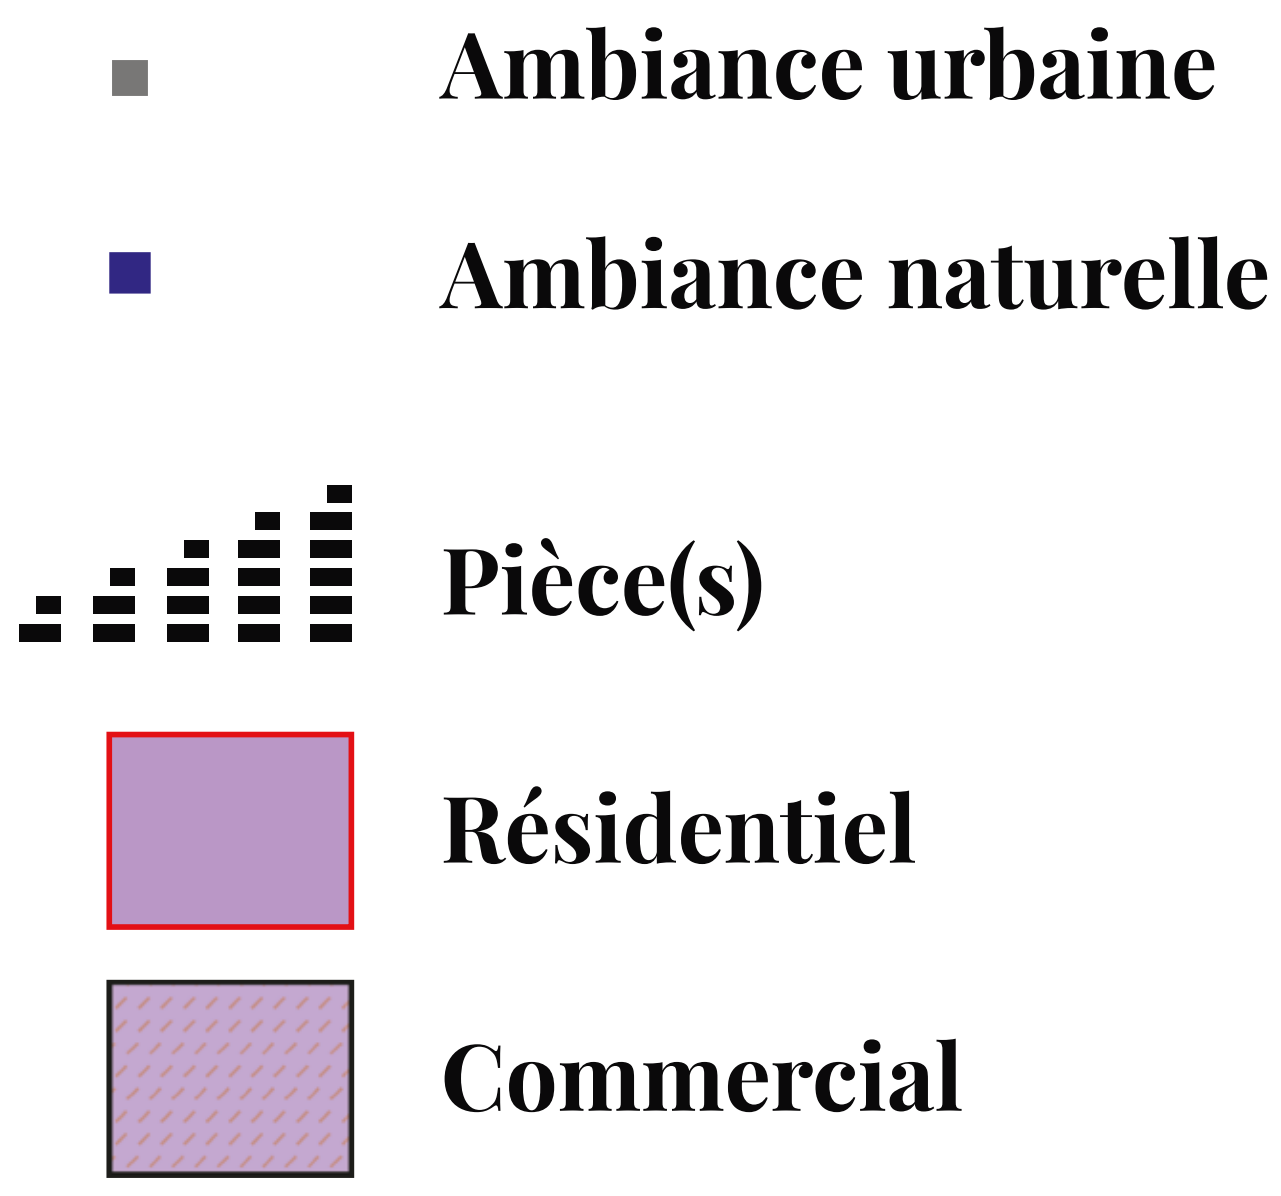 Ambiance urbaine
Ambiance naturelle
Pièce(s)
Résidentiel
Commercial